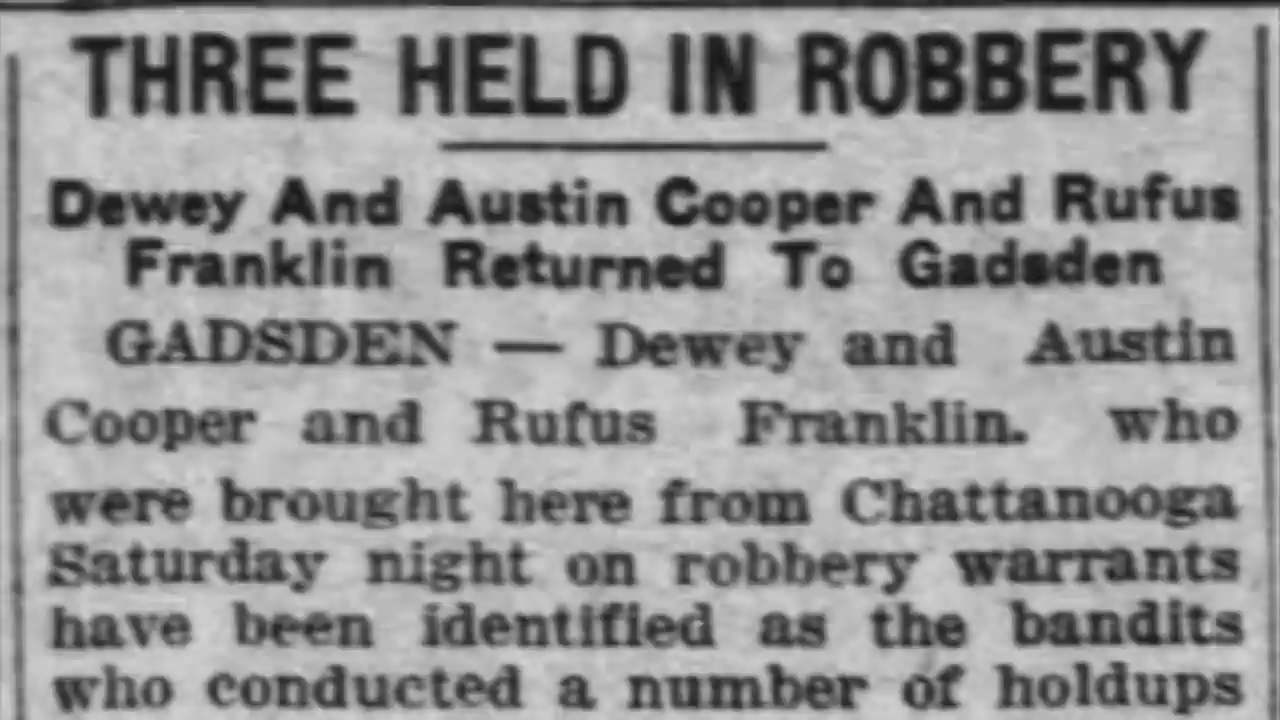 THREE HELD IN ROBBERY
Dewey And Austin Cooper And Rufus
Franklin Returned To Gadsden
GADSDEN — Dewey and Austin
Cooper and Rufus Franklin. who
were brought here from Chattanooga
Saturday night on robbery warrants
have been identified as the bandits
who conducted a number of holdups